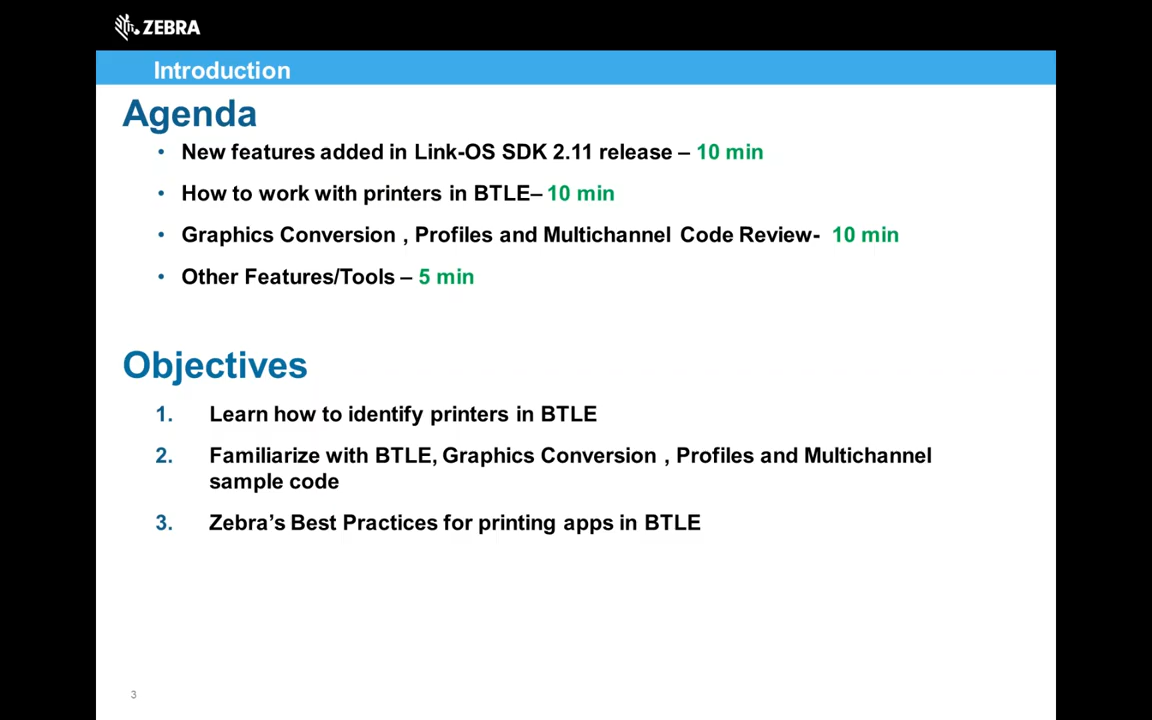 ZEBRA
Introduction
Agenda
• New features added in Link-OS SDK 2.11 release – 10 min
• How to work with printers in BTLE– 10 min
• Graphics Conversion , Profiles and Multichannel Code Review- 10 min
• Other Features/Tools – 5 min
Objectives
1. Learn how to identify printers in BTLE
2. Familiarize with BTLE, Graphics Conversion , Profiles and Multichannel
sample code
3. Zebra’s Best Practices for printing apps in BTLE
3